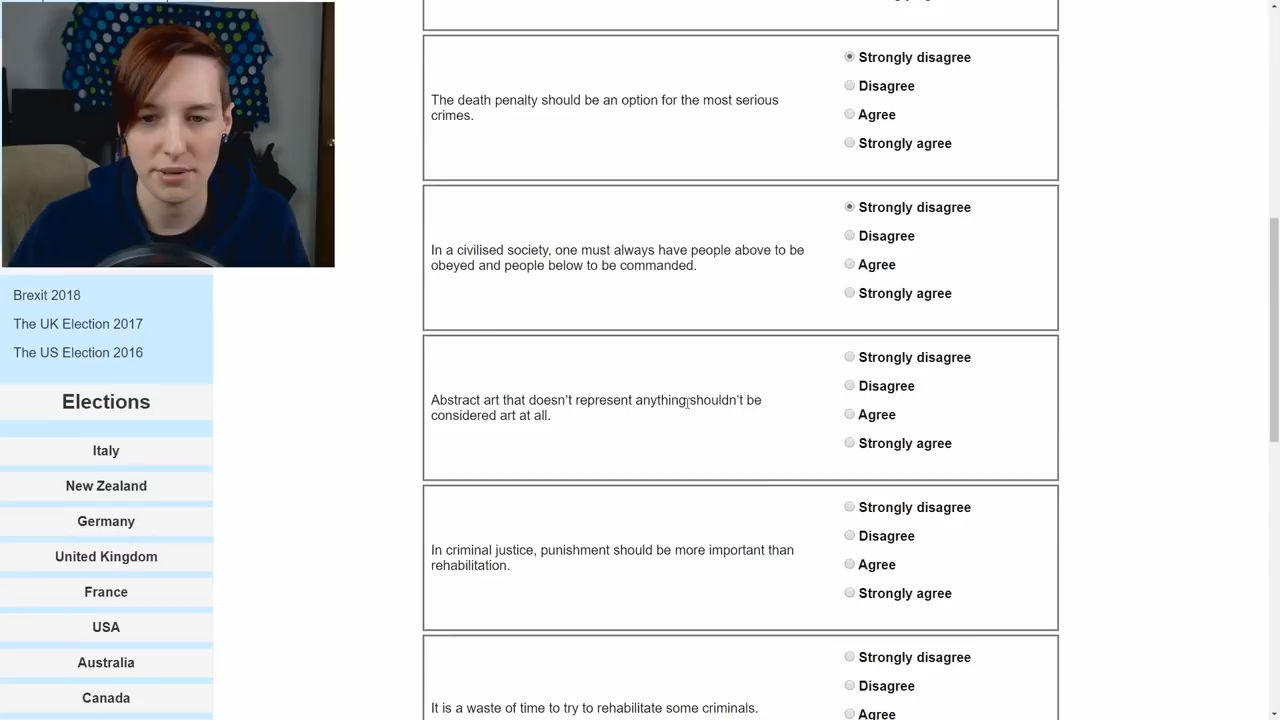 Strongly disagree
The death penalty should be an option for the most serious
crimes.
Disagree
Agree
Strongly agree
Strongly disagree
In a civilised society, one must always have people above to be
obeyed and people below to be commanded.
Disagree
Agree
Strongly agree
Brexit 2018
The UK Election 2017
The US Election 2016
Elections
Italy
New Zealand
Germany
United Kingdom
France
USA
Australia
Canada
Strongly disagree
Abstract art that doesn’t represent anything shouldn’t be
considered art at all.
Disagree
Agree
Strongly agree
Strongly disagree
In criminal justice, punishment should be more important than
rehabilitation.
Disagree
Agree
Strongly agree
Strongly disagree
It is a waste of time to try to rehabilitate some criminals.
Disagree
Agree